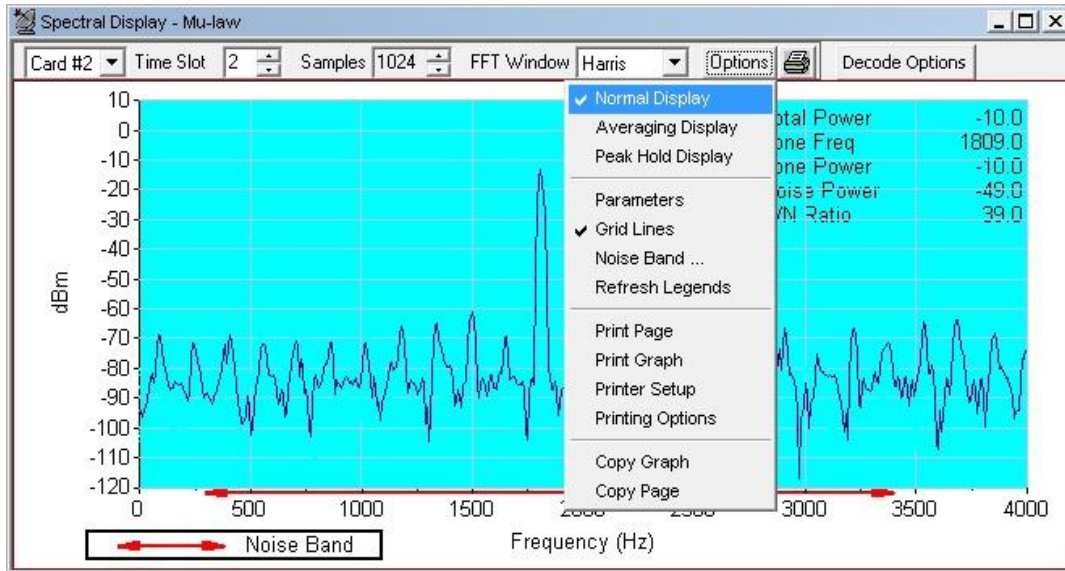 Spectral Display - Mu-law
Card #2 Time Slot 2 Samples 1024 FFT Window Harris Options Decode Options
Normal Display
Averaging Display
Peak Hold Display
Parameters
Grid Lines
Noise Band ...
Refresh Legends
Print Page
Print Graph
Printer Setup
Printing Options
Copy Graph
Copy Page
Power -10.0
Freq 1809.0
Power -10.0
Power -49.0
Ratio 39.0
dBm
10
0
-10
-20
-30
-40
-50
-60
-70
-80
-90
-100
-110
-120
0 500 1000 1500 3000 3500 4000
Noise Band
Frequency (Hz)